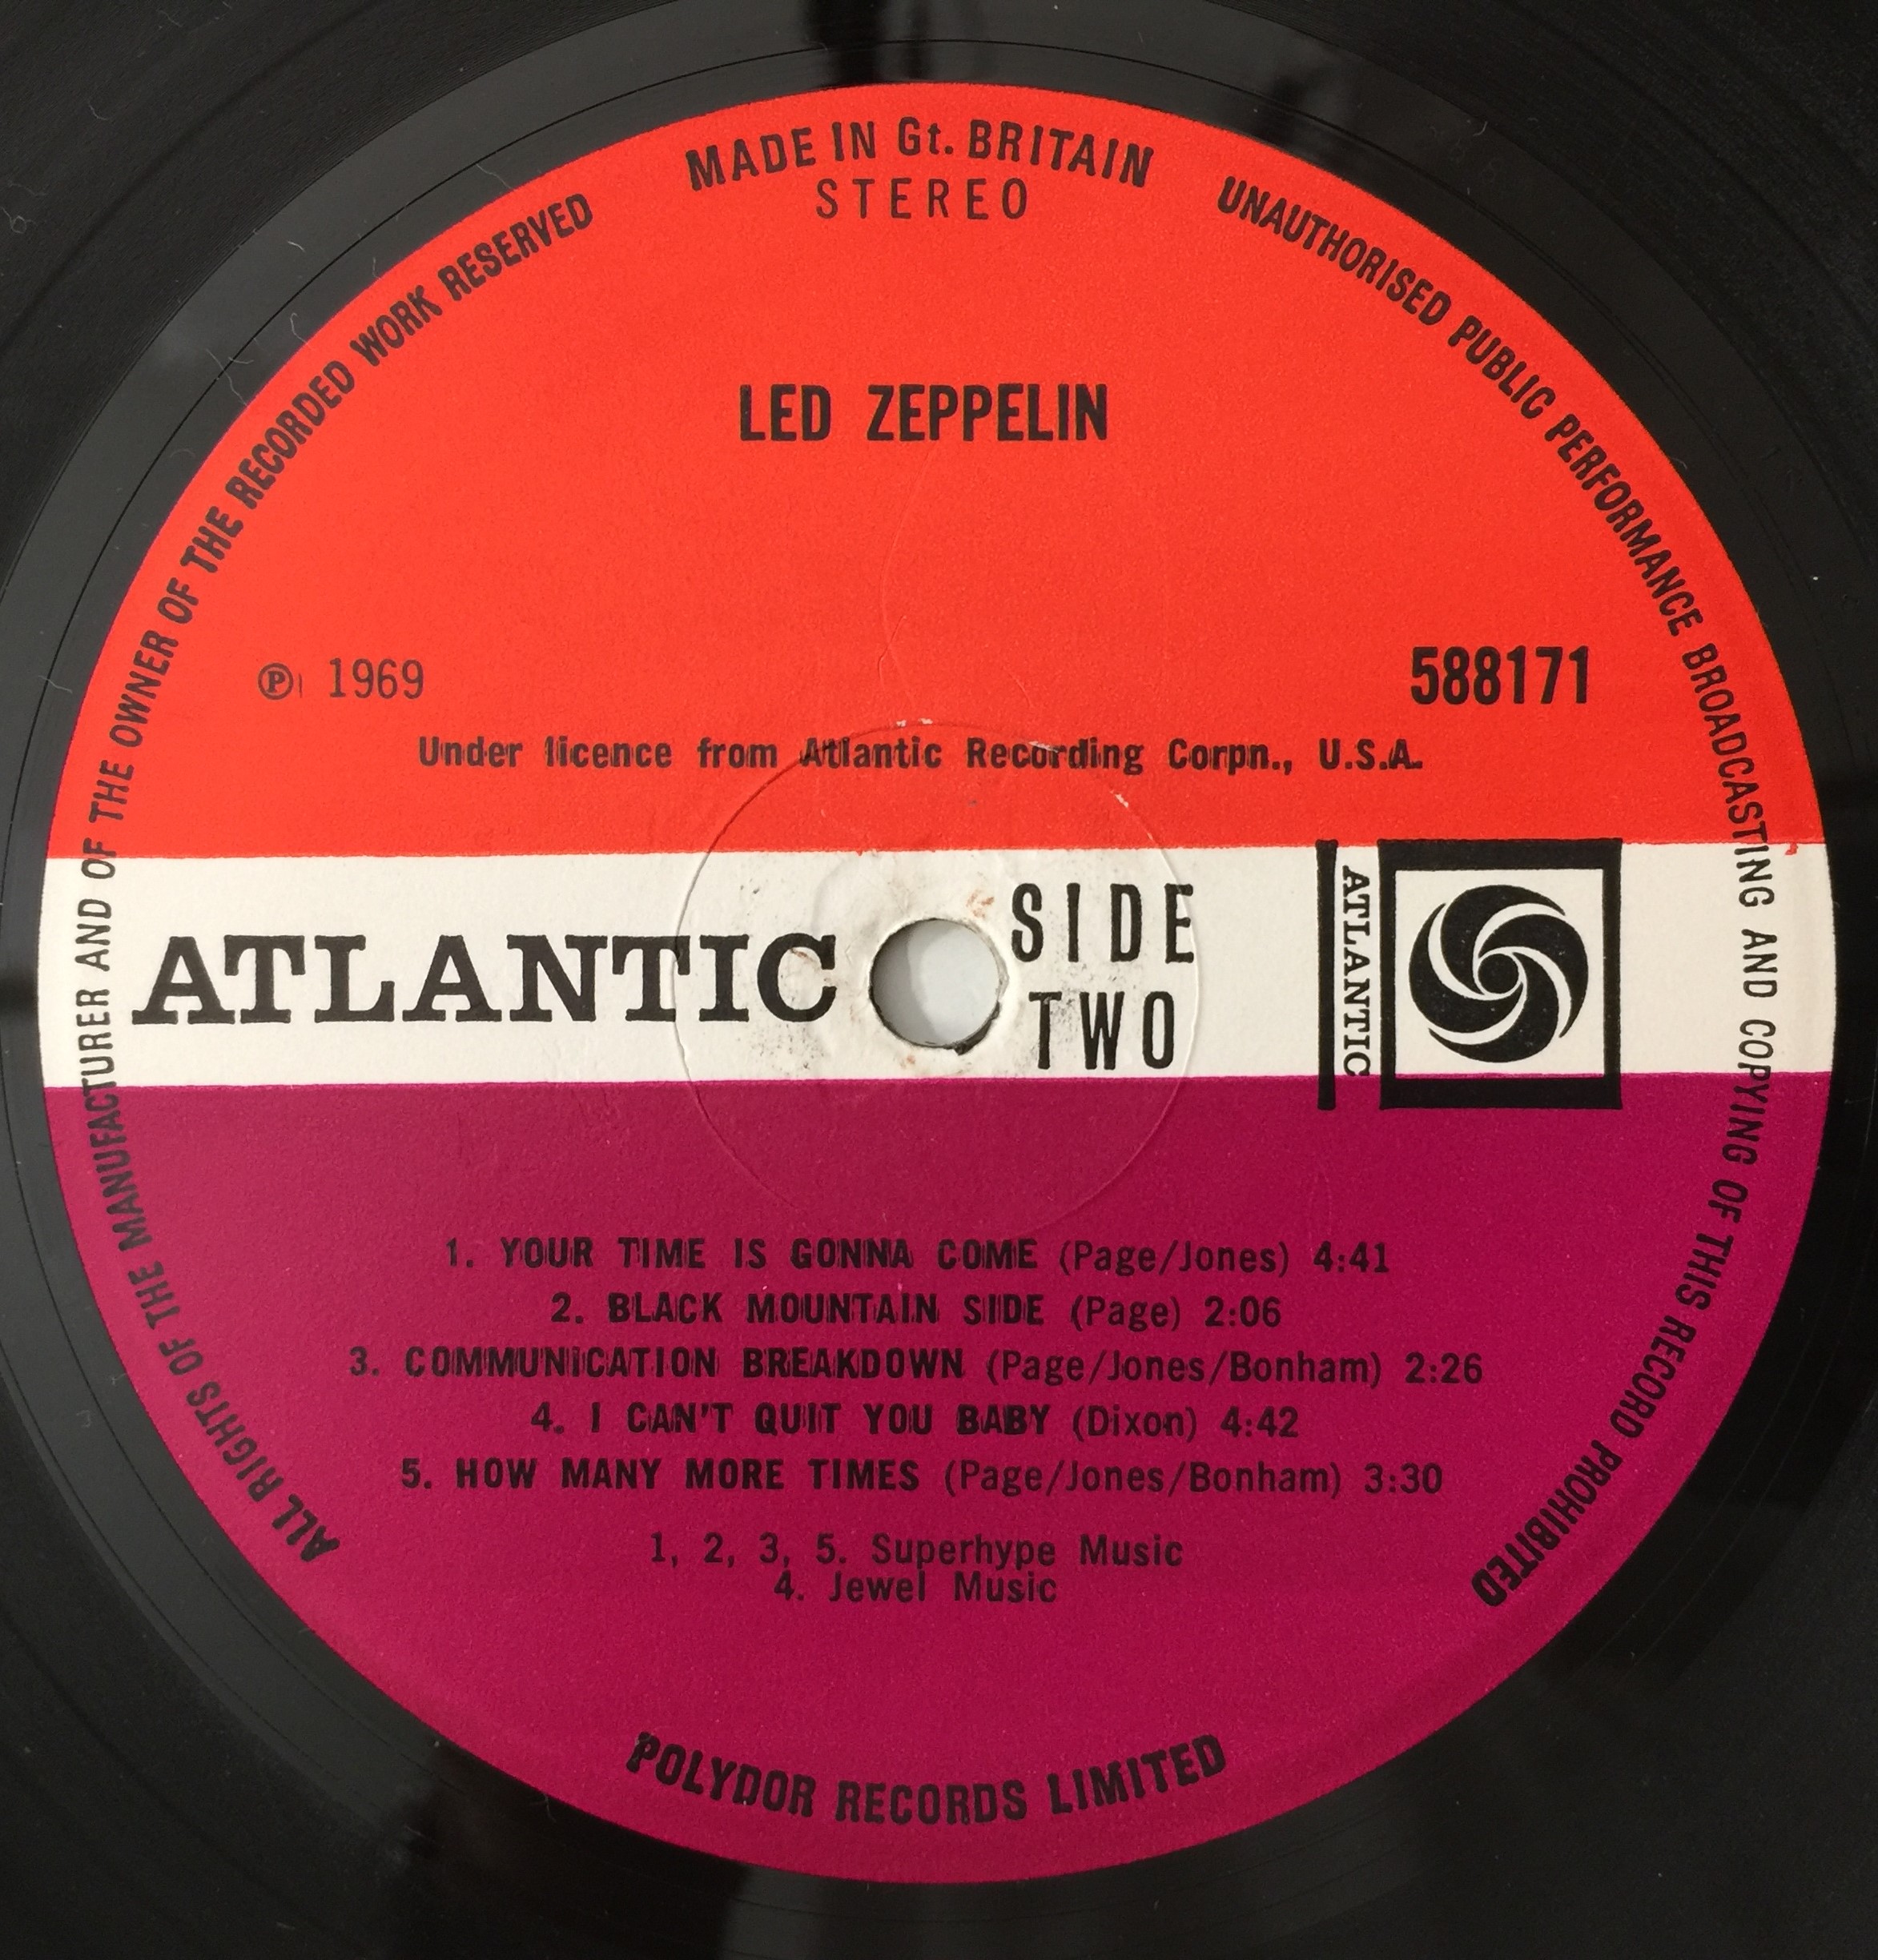 MADE IN Gt. BRITAIN
STEREO
UNAUTHORISED PUBLIC PERFORMANCE BROADCASTING AND COPYING OF THIS RECORD PROHIBITED
ALL RIGHTS OF THE MANUFACTURER AND OF THE OWNER OF THE RECORDED WORK RESERVED
LED ZEPPELIN
℗ 1969
588171
Under licence from Atlantic Recording Corpn., U.S.A.
ATLANTIC
SIDE
TWO
ATLANTIC
1. YOUR TIME IS GONNA COME (Page/Jones) 4:41
2. BLACK MOUNTAIN SIDE (Page) 2:06
3. COMMUNICATION BREAKDOWN (Page/Jones/Bonham) 2:26
4. I CAN'T QUIT YOU BABY (Dixon) 4:42
5. HOW MANY MORE TIMES (Page/Jones/Bonham) 3:30
1, 2, 3, 5. Superhype Music
4. Jewel Music
POLYDOR RECORDS LIMITED